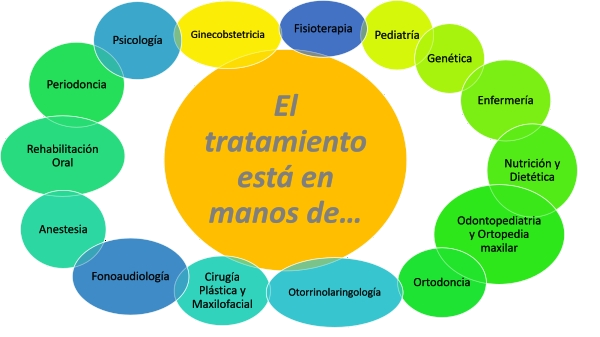 El
tratamiento
está en
manos de...
Fisioterapia
Pediatría
Genética
Enfermería
Nutrición y
Dietética
Odontopediatria
y Ortopedia
maxilar
Ortodoncia
Otorrinolaringología
Cirugía
Plástica y
Maxilofacial
Fonoaudiología
Anestesia
Rehabilitación
Oral
Periodoncia
Psicología
Ginecobstetricia